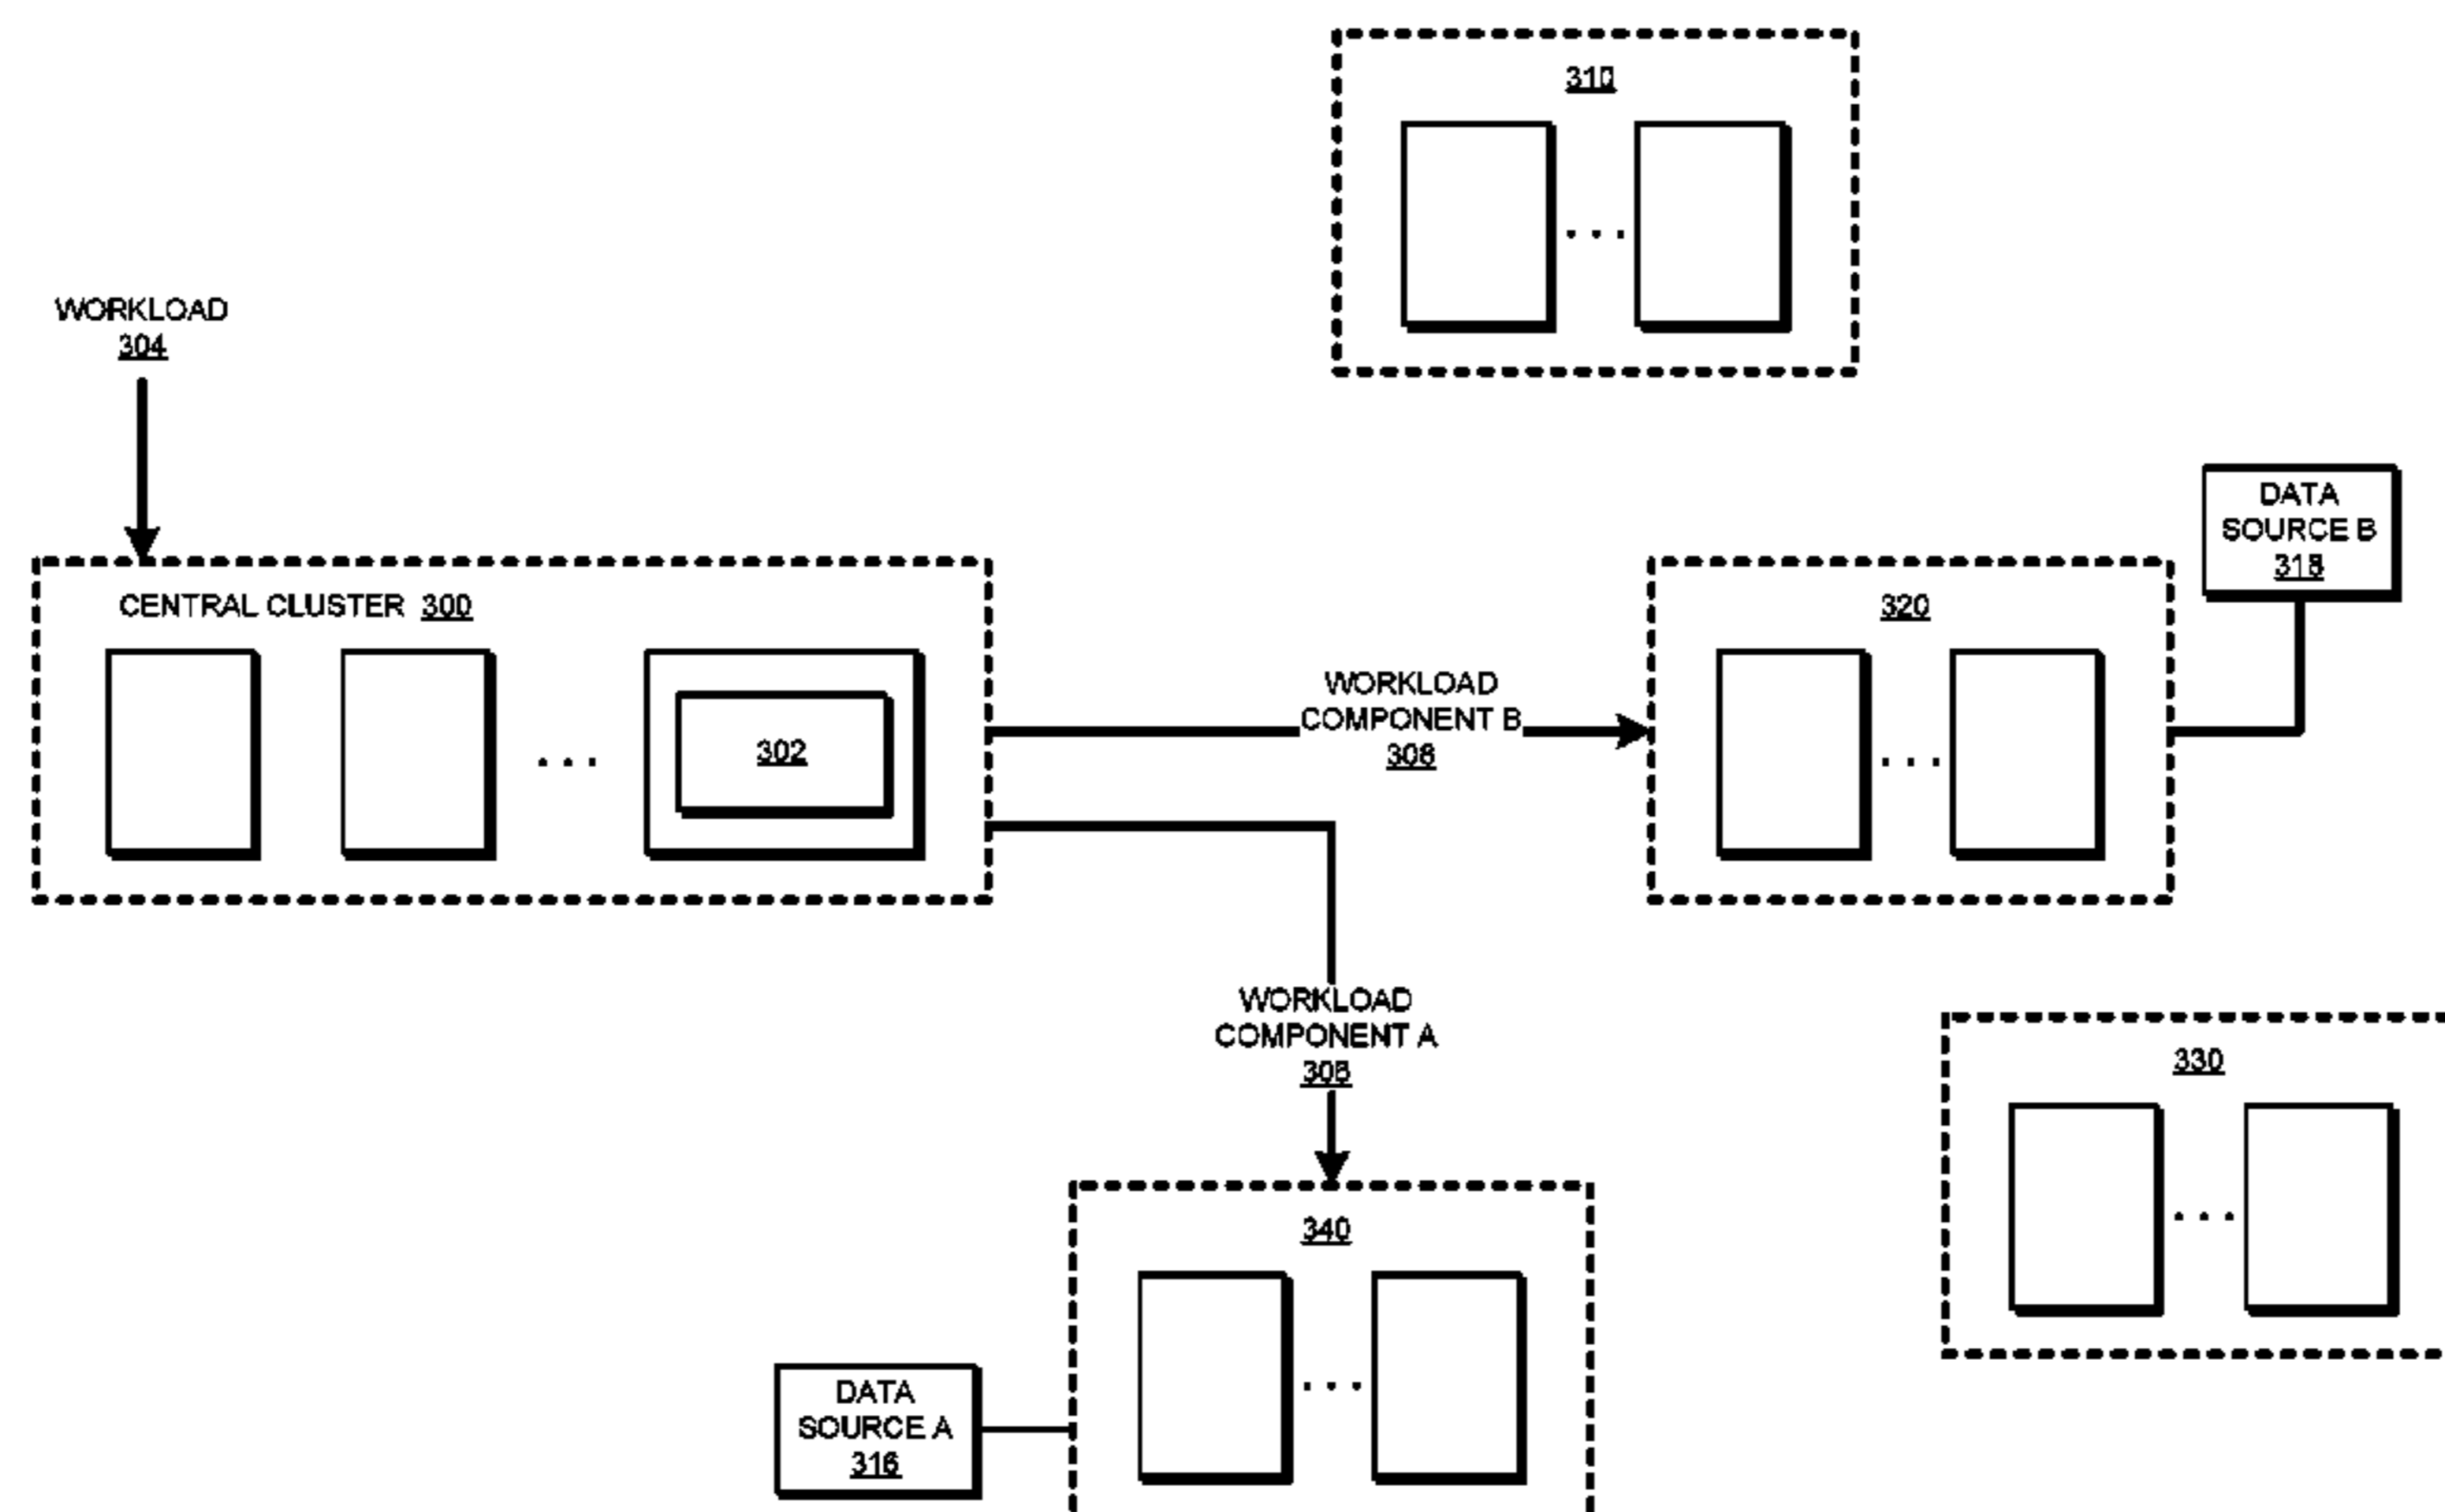 310
WORKLOAD
304
DATA
SOURCE B
318
CENTRAL CLUSTER 300
320
302
WORKLOAD
COMPONENT B
308
WORKLOAD
COMPONENT A
306
330
340
DATA
SOURCE A
316